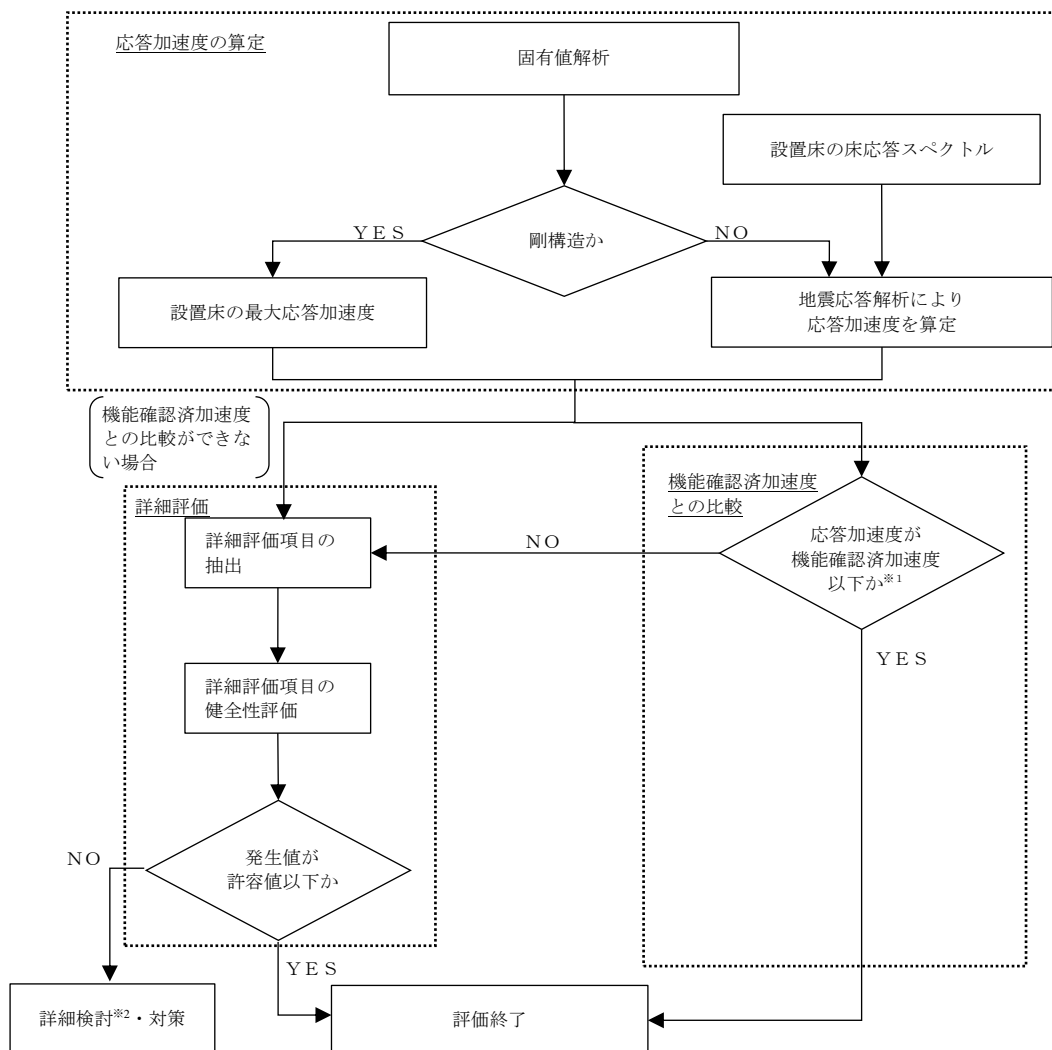 応答加速度の算定
固有値解析
設置床の床応答スペクトル
剛構造か
ＹＥＳ
ＮＯ
設置床の最大応答加速度
地震応答解析により
応答加速度を算定
機能確認済加速度
との比較ができな
い場合
詳細評価
機能確認済加速度
との比較
詳細評価項目の
抽出
ＮＯ
応答加速度が
機能確認済加速度
以下か※１
ＹＥＳ
詳細評価項目の
健全性評価
発生値が
許容値以下か
ＮＯ
ＹＥＳ
詳細検討※2・対策
評価終了